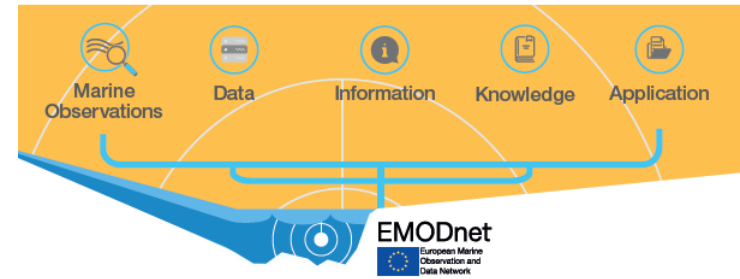 Marine
Observations
Data
Information
Knowledge
Application
EMODnet
European Marine
Observation and
Data Network